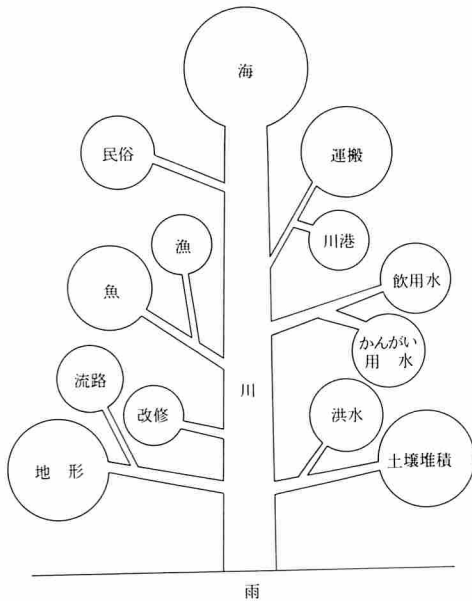 海
民俗
運搬
漁
川港
魚
飲用水
かんがい
用 水
流路
川
改修
洪水
地 形
土壌堆積
雨